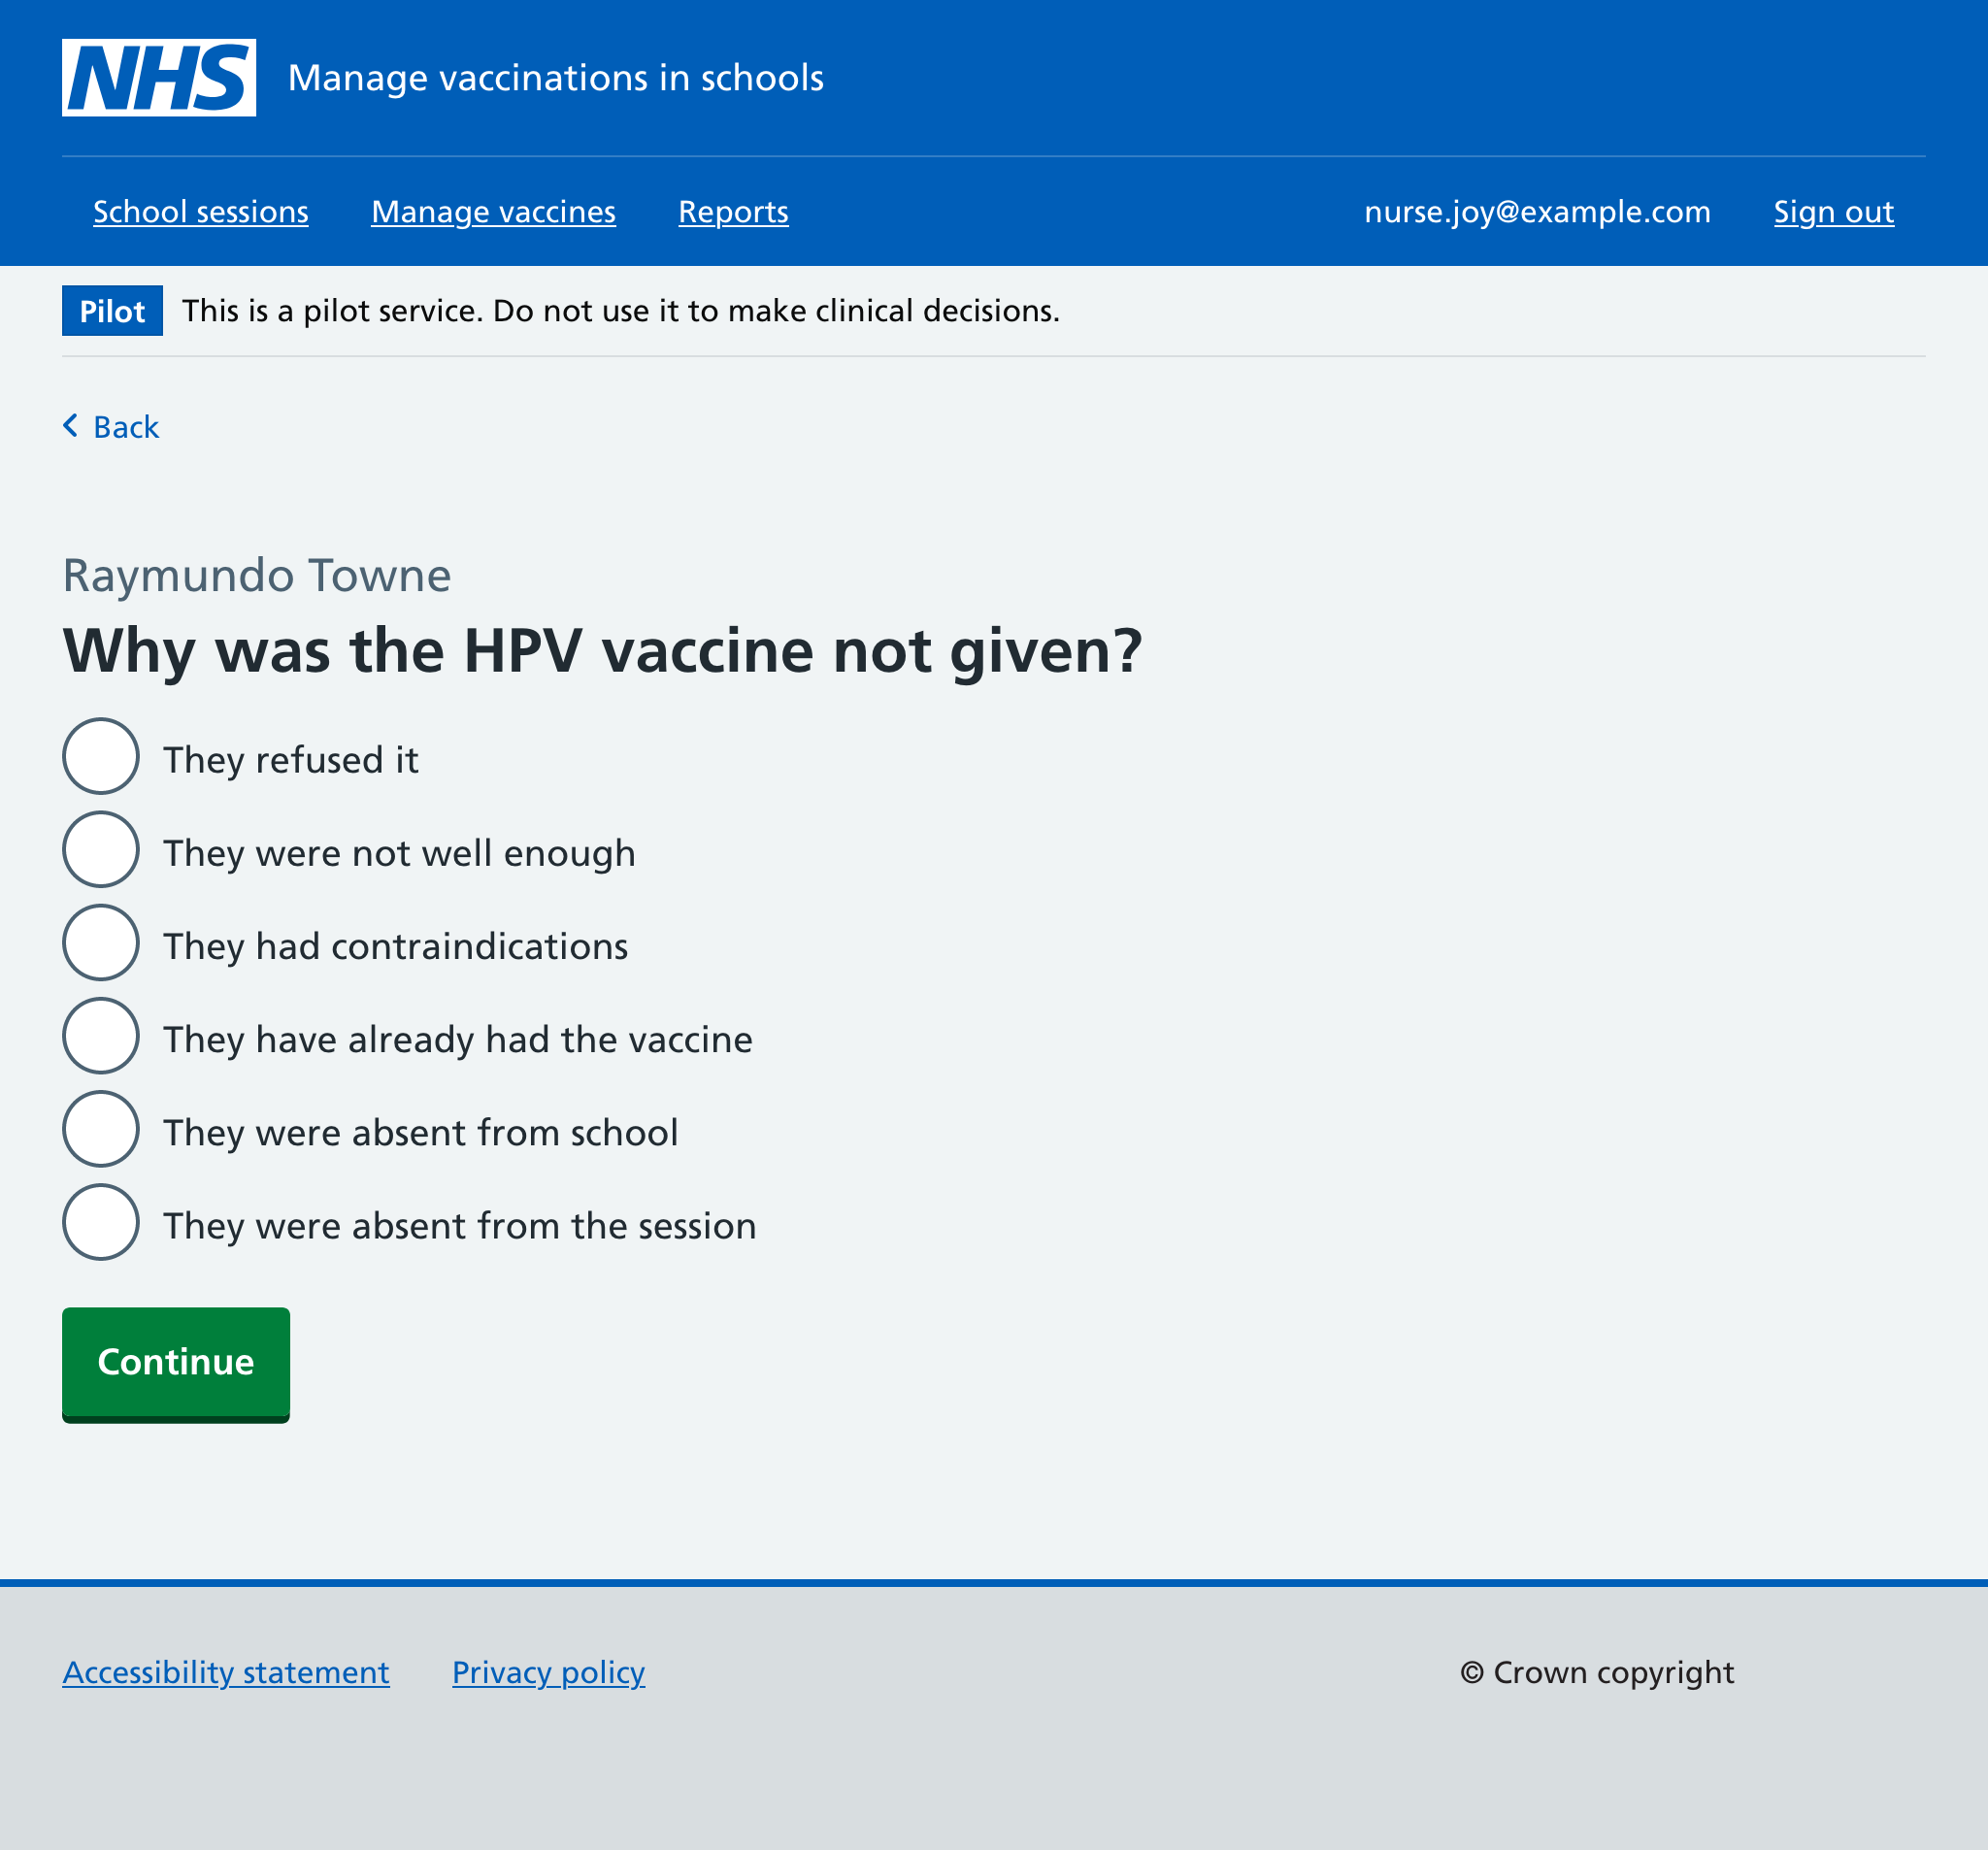 NHS Manage vaccinations in schools
School sessions Manage vaccines Reports nurse.joy@example.com Sign out
Pilot This is a pilot service. Do not use it to make clinical decisions.
Back
Raymundo Towne
Why was the HPV vaccine not given?
They refused it
They were not well enough
They had contraindications
They have already had the vaccine
They were absent from school
They were absent from the session
Continue
Accessibility statement Privacy policy © Crown copyright